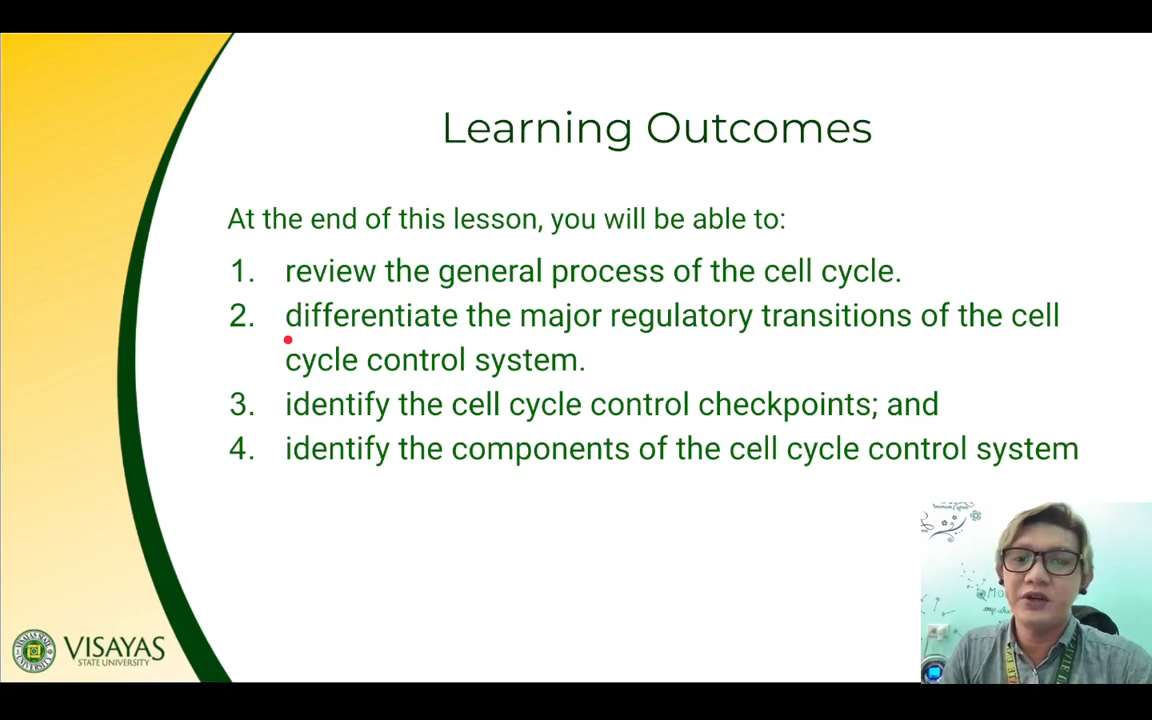 Learning Outcomes
At the end of this lesson, you will be able to:
1. review the general process of the cell cycle.
2. differentiate the major regulatory transitions of the cell
cycle control system.
3. identify the cell cycle control checkpoints; and
4. identify the components of the cell cycle control system
VISAYAS
STATE UNIVERSITY